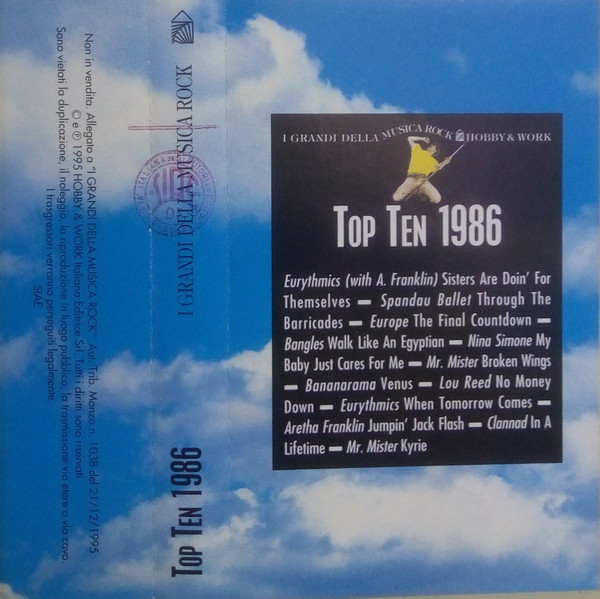 Non in vendita. Allegato a "I GRANDI DELLA MUSICA ROCK" Aut. Trib. Monza n. 1038 del 21/12/1995
© e ℗ 1995 HOBBY & WORK Italiana Editrice Srl. Tutti i diritti sono riservati
Sono vietati la duplicazione, il noleggio, la riproduzione in luogo pubblico, la trasmissione via etere o via cavo
I trasgressori verranno perseguiti legalmente.
SIAE
I GRANDI DELLA MUSICA ROCK
TOP TEN 1986
I GRANDI DELLA MUSICA ROCK HOBBY & WORK
TOP TEN 1986
Eurythmics (with A. Franklin) Sisters Are Doin' For
Themselves — Spandau Ballet Through The
Barricades — Europe The Final Countdown —
Bangles Walk Like An Egyptian — Nina Simone My
Baby Just Cares For Me — Mr. Mister Broken Wings
— Bananarama Venus — Lou Reed No Money
Down — Eurythmics When Tomorrow Comes —
Aretha Franklin Jumpin' Jack Flash — Clannad In A
Lifetime — Mr. Mister Kyrie